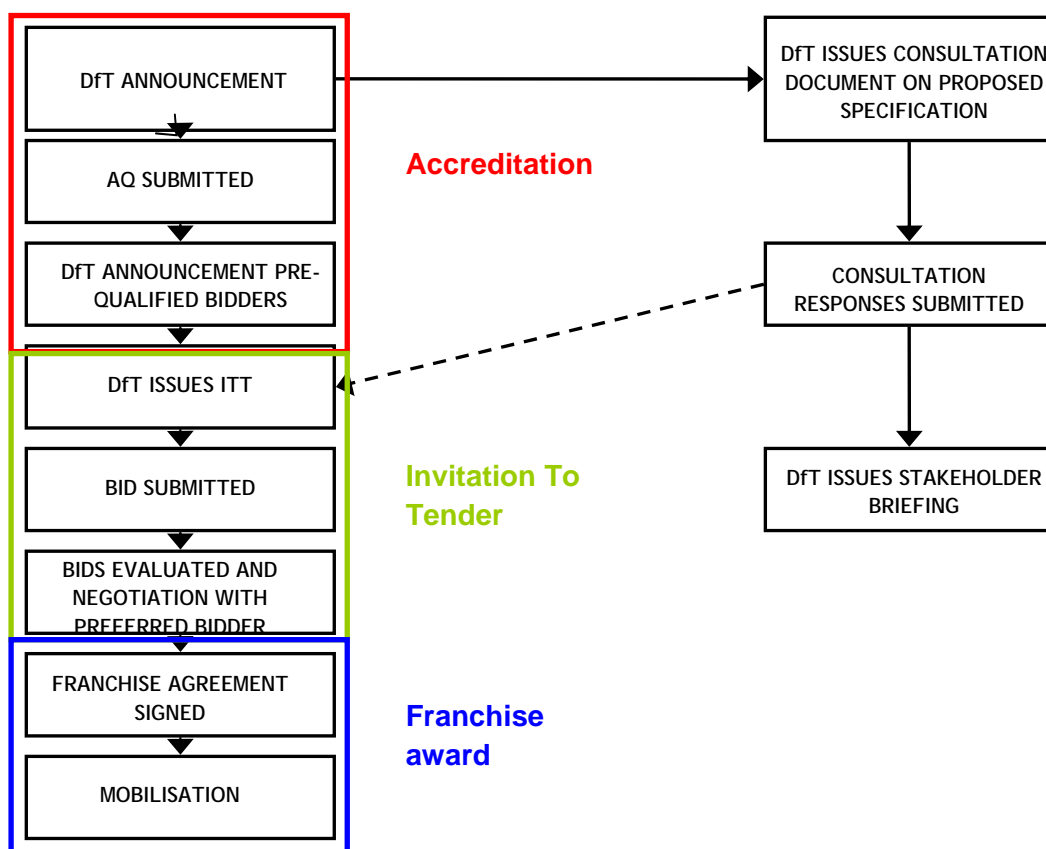 DfT ANNOUNCEMENT
AQ SUBMITTED
DfT ANNOUNCEMENT PRE-
QUALIFIED BIDDERS
DfT ISSUES ITT
BID SUBMITTED
BIDS EVALUATED AND
NEGOTIATION WITH
PREFERRED BIDDER
FRANCHISE AGREEMENT
SIGNED
MOBILISATION
Accreditation
Invitation To
Tender
Franchise
award
DfT ISSUES CONSULTATION
DOCUMENT ON PROPOSED
SPECIFICATION
CONSULTATION
RESPONSES SUBMITTED
DfT ISSUES STAKEHOLDER
BRIEFING